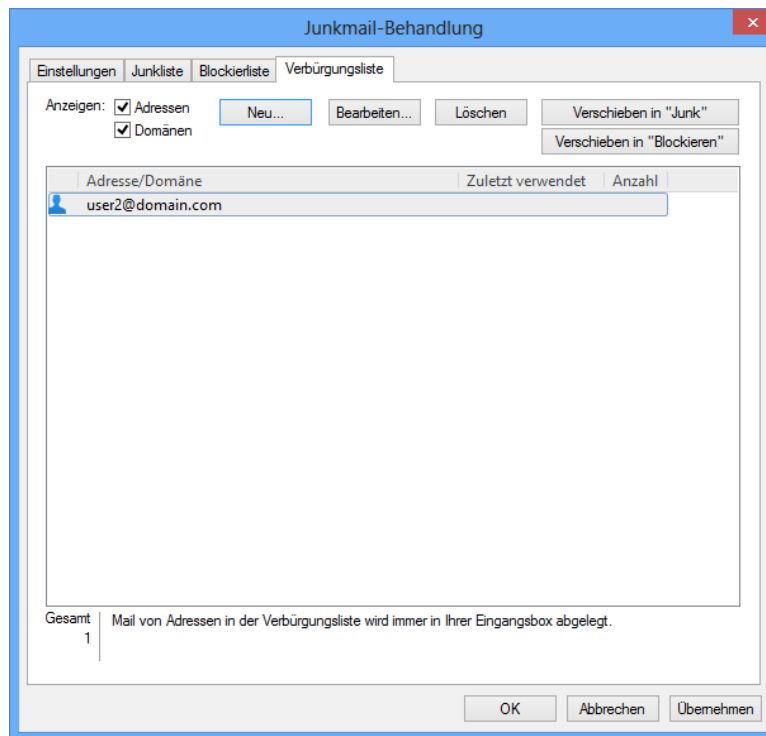 Junkmail-Behandlung
Einstellungen Junkliste Blockierliste Verbürgungsliste
Anzeigen: Adressen Neu... Bearbeiten... Löschen Verschieben in "Junk"
Domänen Verschieben in "Blockieren"
Adresse/Domäne Zuletzt verwendet Anzahl
user2@domain.com
Gesamt Mail von Adressen in der Verbürgungsliste wird immer in Ihrer Eingangsbox abgelegt.
1
OK Abbrechen Übernehmen